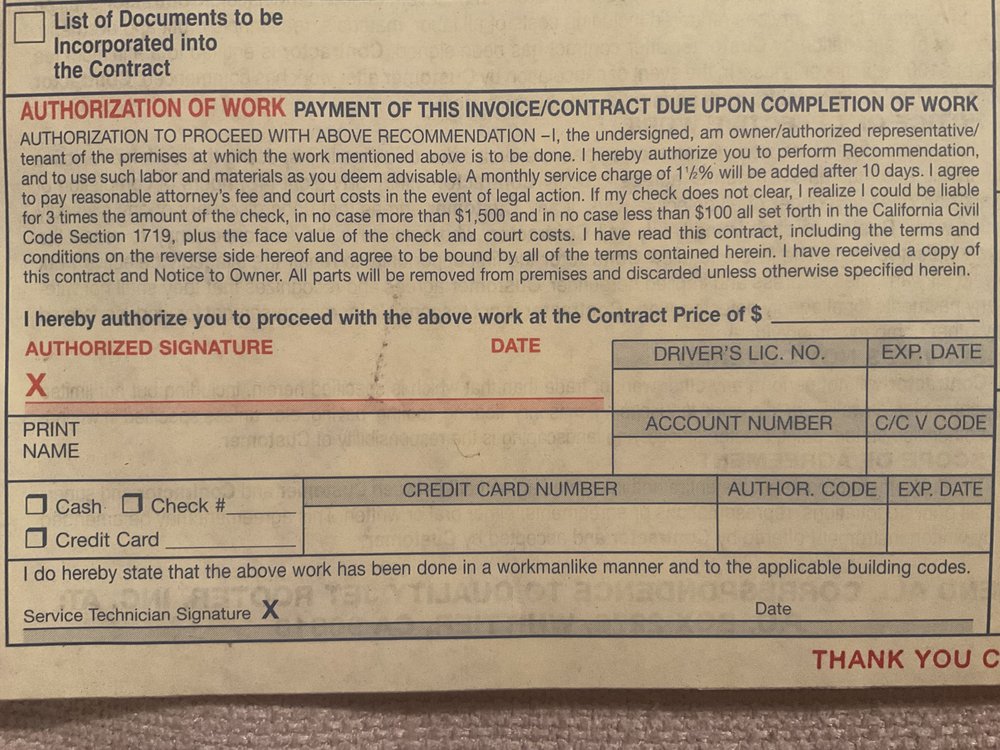 List of Documents to be
Incorporated into
the Contract
AUTHORIZATION OF WORK PAYMENT OF THIS INVOICE/CONTRACT DUE UPON COMPLETION OF WORK
AUTHORIZATION TO PROCEED WITH ABOVE RECOMMENDATION –I, the undersigned, am owner/authorized representative/
tenant of the premises at which the work mentioned above is to be done. I hereby authorize you to perform Recommendation,
and to use such labor and materials as you deem advisable. A monthly service charge of 1½% will be added after 10 days. I agree
to pay reasonable attorney's fee and court costs in the event of legal action. If my check does not clear, I realize I could be liable
for 3 times the amount of the check, in no case more than $1,500 and in no case less than $100 all set forth in the California Civil
Code Section 1719, plus the face value of the check and court costs. I have read this contract, including the terms and
conditions on the reverse side hereof and agree to be bound by all of the terms contained herein. I have received a copy of
this contract and Notice to Owner. All parts will be removed from premises and discarded unless otherwise specified herein.
I hereby authorize you to proceed with the above work at the Contract Price of $
AUTHORIZED SIGNATURE DATE
DRIVER'S LIC. NO. EXP. DATE
X
PRINT
NAME
ACCOUNT NUMBER C/C V CODE
Cash Check #
Credit Card
CREDIT CARD NUMBER AUTHOR. CODE EXP. DATE
I do hereby state that the above work has been done in a workmanlike manner and to the applicable building codes.
Service Technician Signature X Date
THANK YOU C